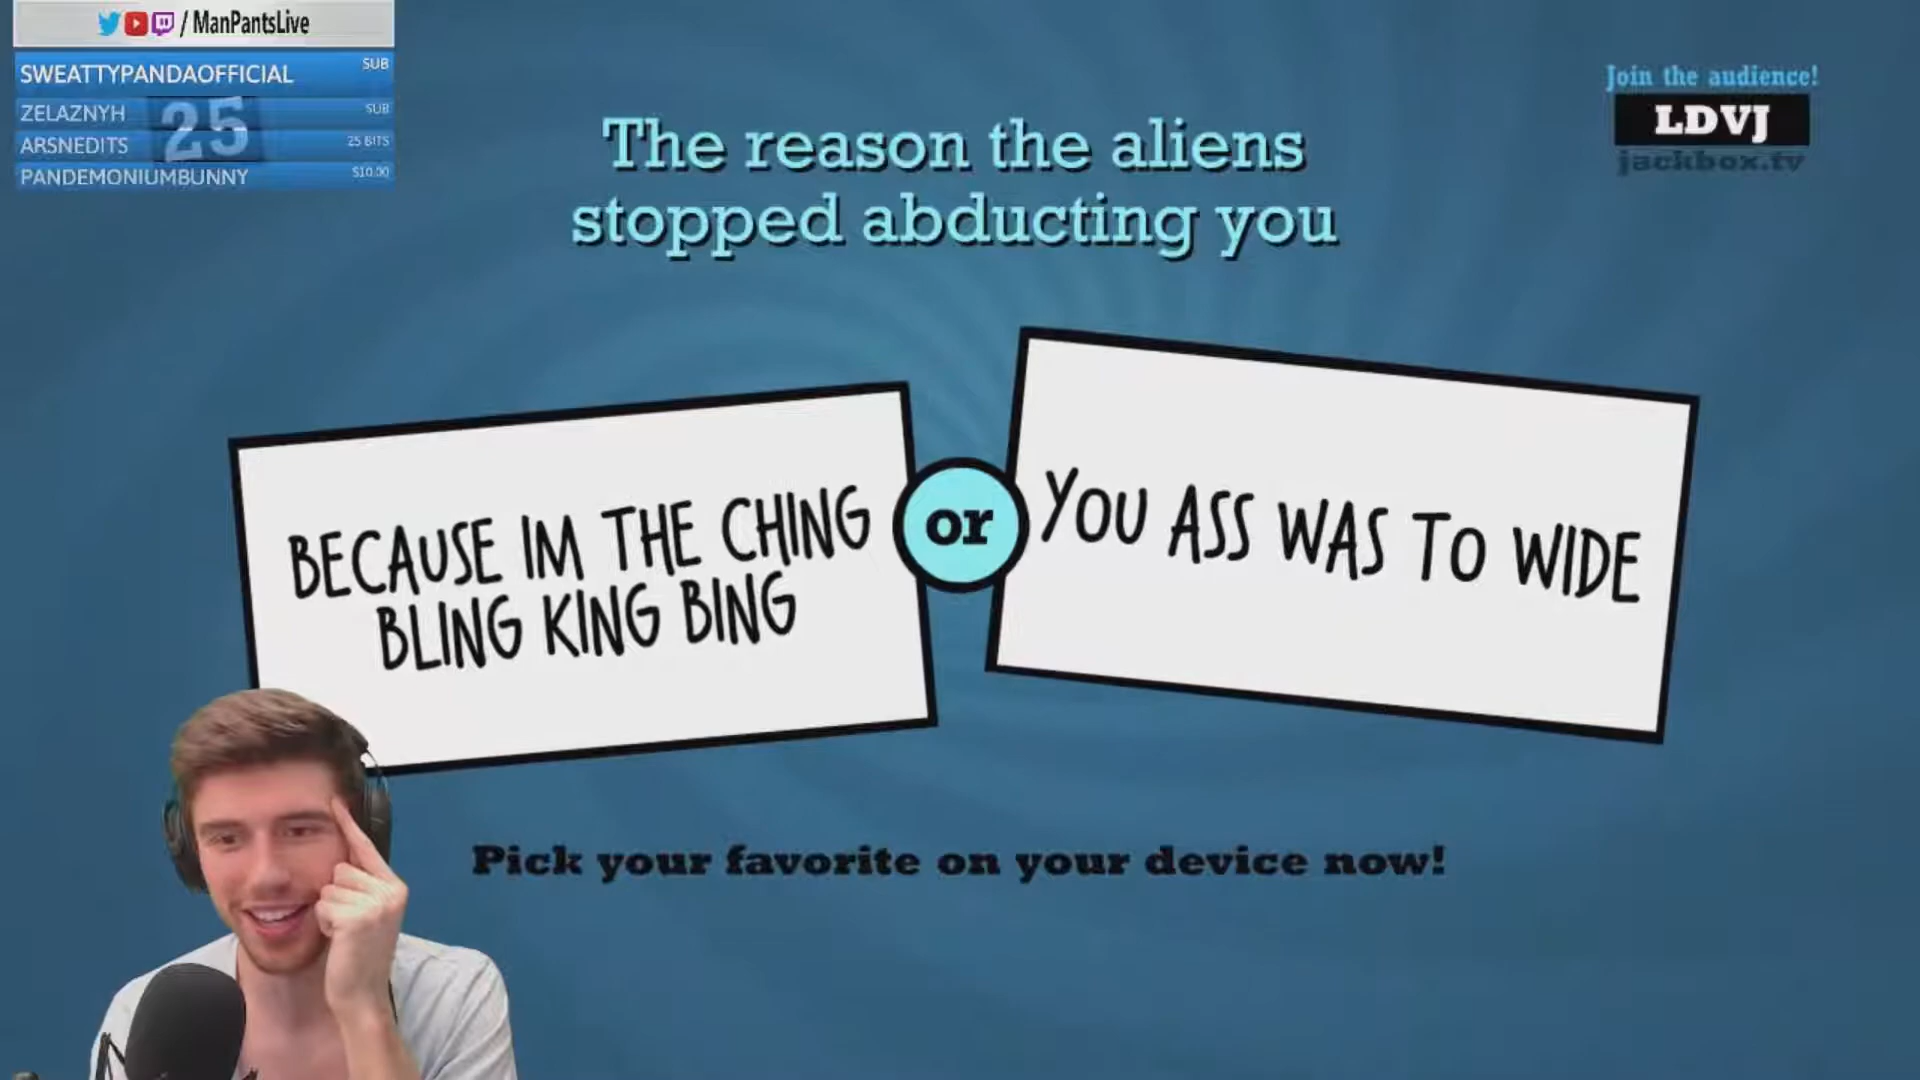 / ManPantsLive
SWEATTYPANDAOFFICIAL SUB
ZELAZNYH SUB
25
ARSNEDITS 25 BITS
PANDEMONIUMBUNNY $10.00
Join the audience!
LDVJ
jackbox.tv
The reason the aliens
stopped abducting you
BECAUSE IM THE CHING
BLING KING BING
or
YOU ASS WAS TO WIDE
Pick your favorite on your device now!